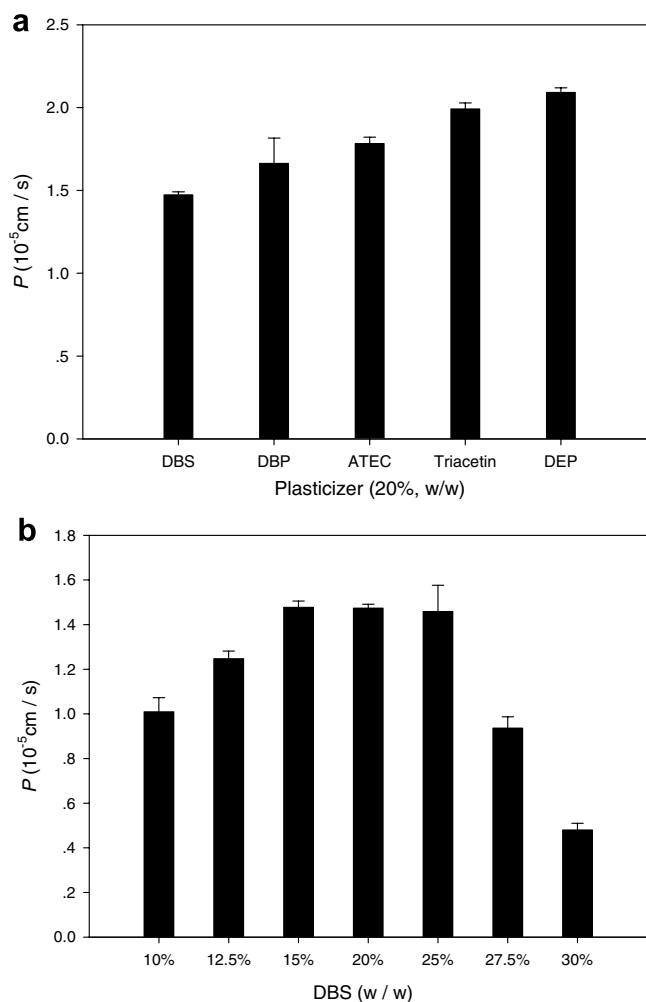 a
2.5
2.0
1.5
1.0
.5
0.0
P (10⁻⁵cm / s)
DBS DBP ATEC Triacetin DEP
Plasticizer (20%, w/w)
b
1.8
1.6
1.4
1.2
1.0
.8
.6
.4
.2
0.0
P (10⁻⁵cm / s)
10% 12.5% 15% 20% 25% 27.5% 30%
DBS (w / w)